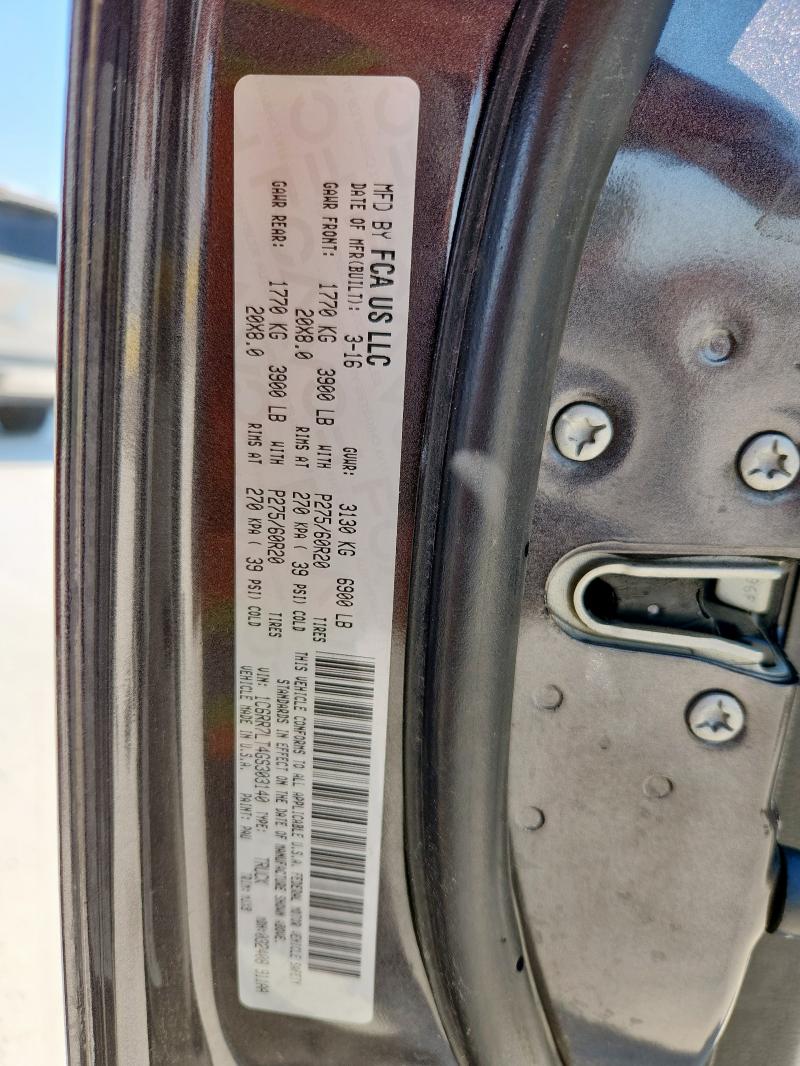 MFD BY FCA US LLC
DATE OF MFR(BUILT): 3-16 GVWR: 3130 KG 6900 LB
GAWR FRONT: 1770 KG 3900 LB WITH P275/60R20 TIRES
20X8.0 RIMS AT 270 KPA ( 39 PSI) COLD
GAWR REAR: 1770 KG 3900 LB WITH P275/60R20 TIRES
20X8.0 RIMS AT 270 KPA ( 39 PSI) COLD
THIS VEHICLE CONFORMS TO ALL APPLICABLE U.S.A. FEDERAL MOTOR VEHICLE SAFETY
STANDARDS IN EFFECT ON THE DATE OF MANUFACTURE SHOWN ABOVE.
VIN: 1C6RR7LT4GS303140 TYPE: TRUCK
VEHICLE MADE IN U.S.A. PAINT: PAU